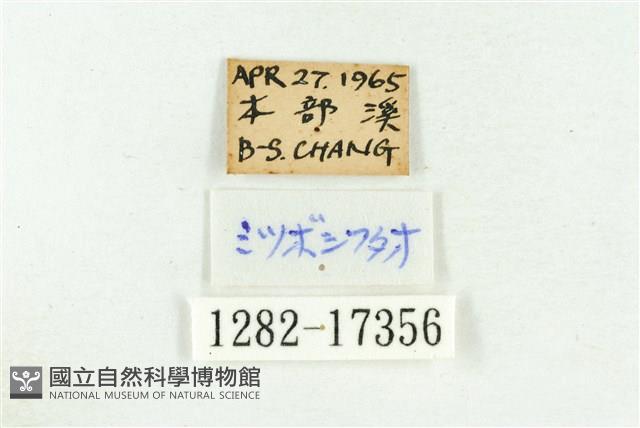 APR 27. 1965
本部溪
B-S. CHANG
ミツボシフタオ
1282-17356
國立自然科學博物館
NATIONAL MUSEUM OF NATURAL SCIENCE